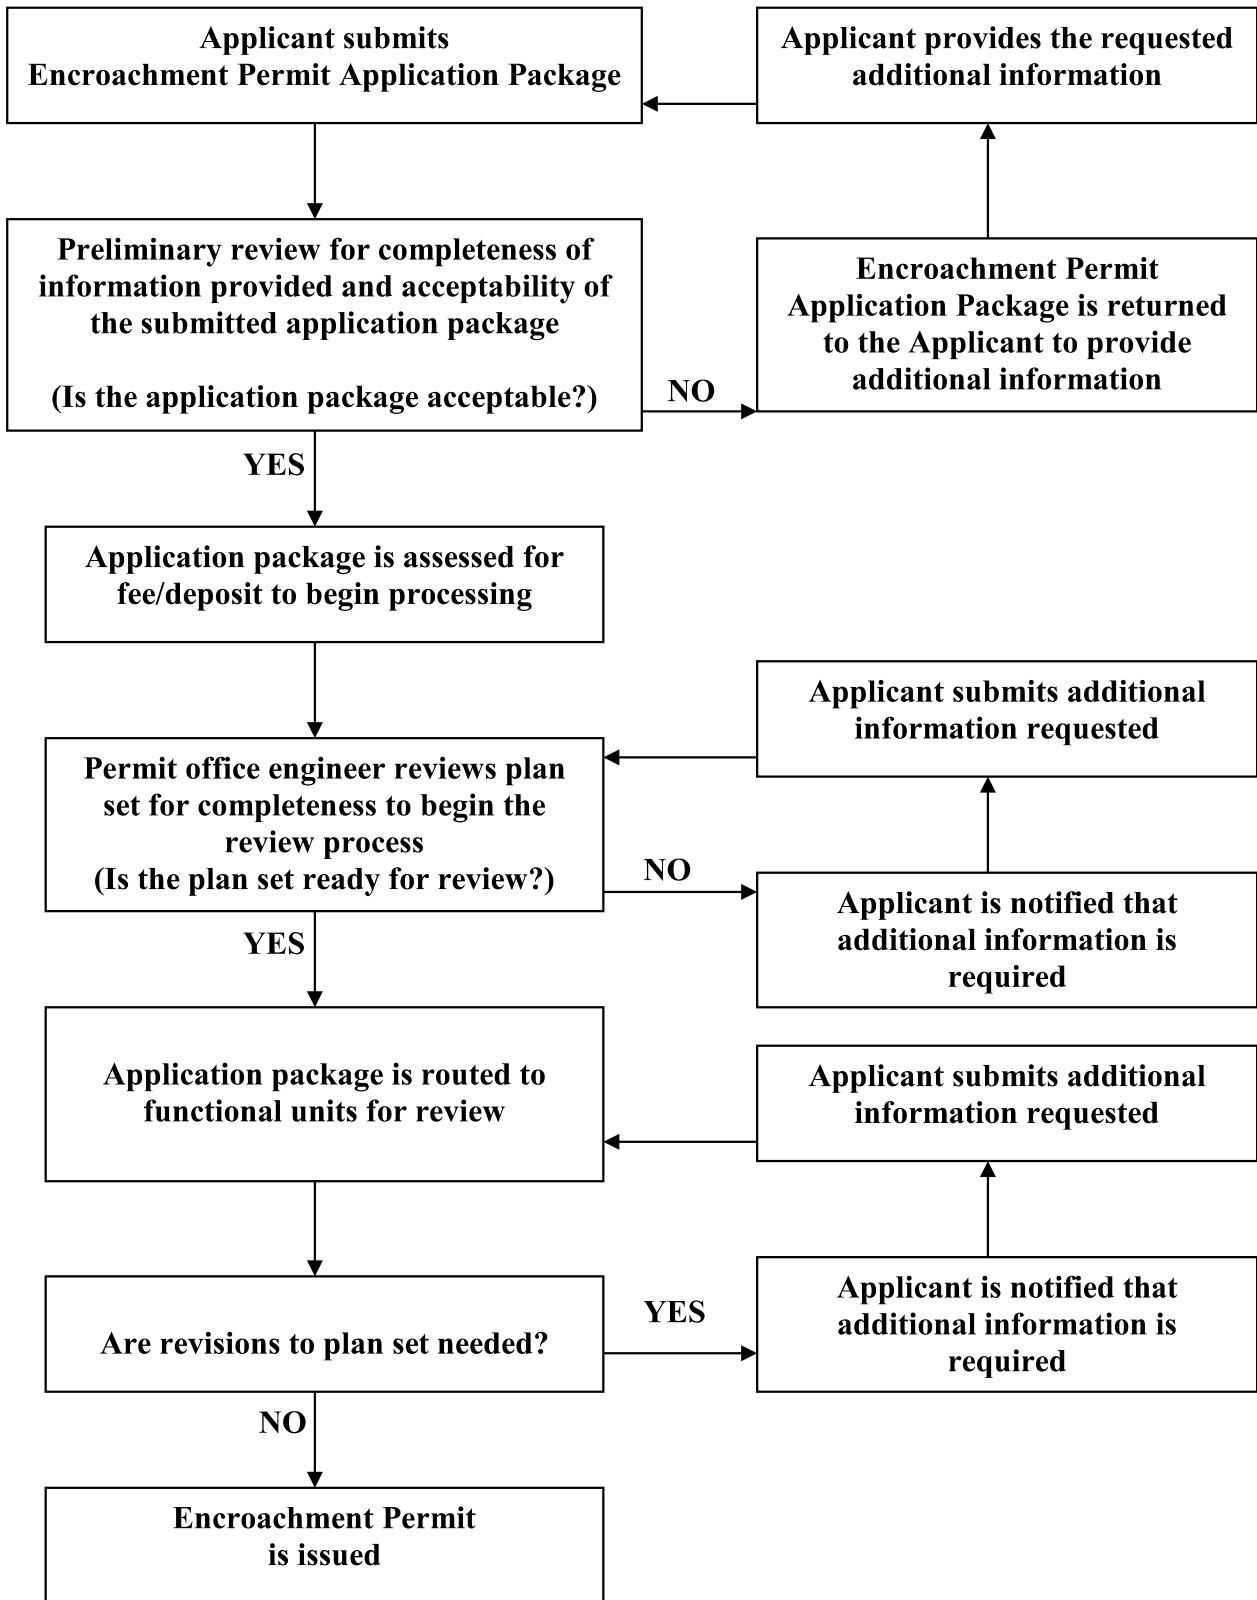 Applicant submits
Encroachment Permit Application Package
Applicant provides the requested
additional information
Preliminary review for completeness of
information provided and acceptability of
the submitted application package
(Is the application package acceptable?)
NO
Encroachment Permit
Application Package is returned
to the Applicant to provide
additional information
YES
Application package is assessed for
fee/deposit to begin processing
Applicant submits additional
information requested
Permit office engineer reviews plan
set for completeness to begin the
review process
(Is the plan set ready for review?)
NO
Applicant is notified that
additional information is
required
YES
Application package is routed to
functional units for review
Applicant submits additional
information requested
Are revisions to plan set needed?
YES
Applicant is notified that
additional information is
required
NO
Encroachment Permit
is issued